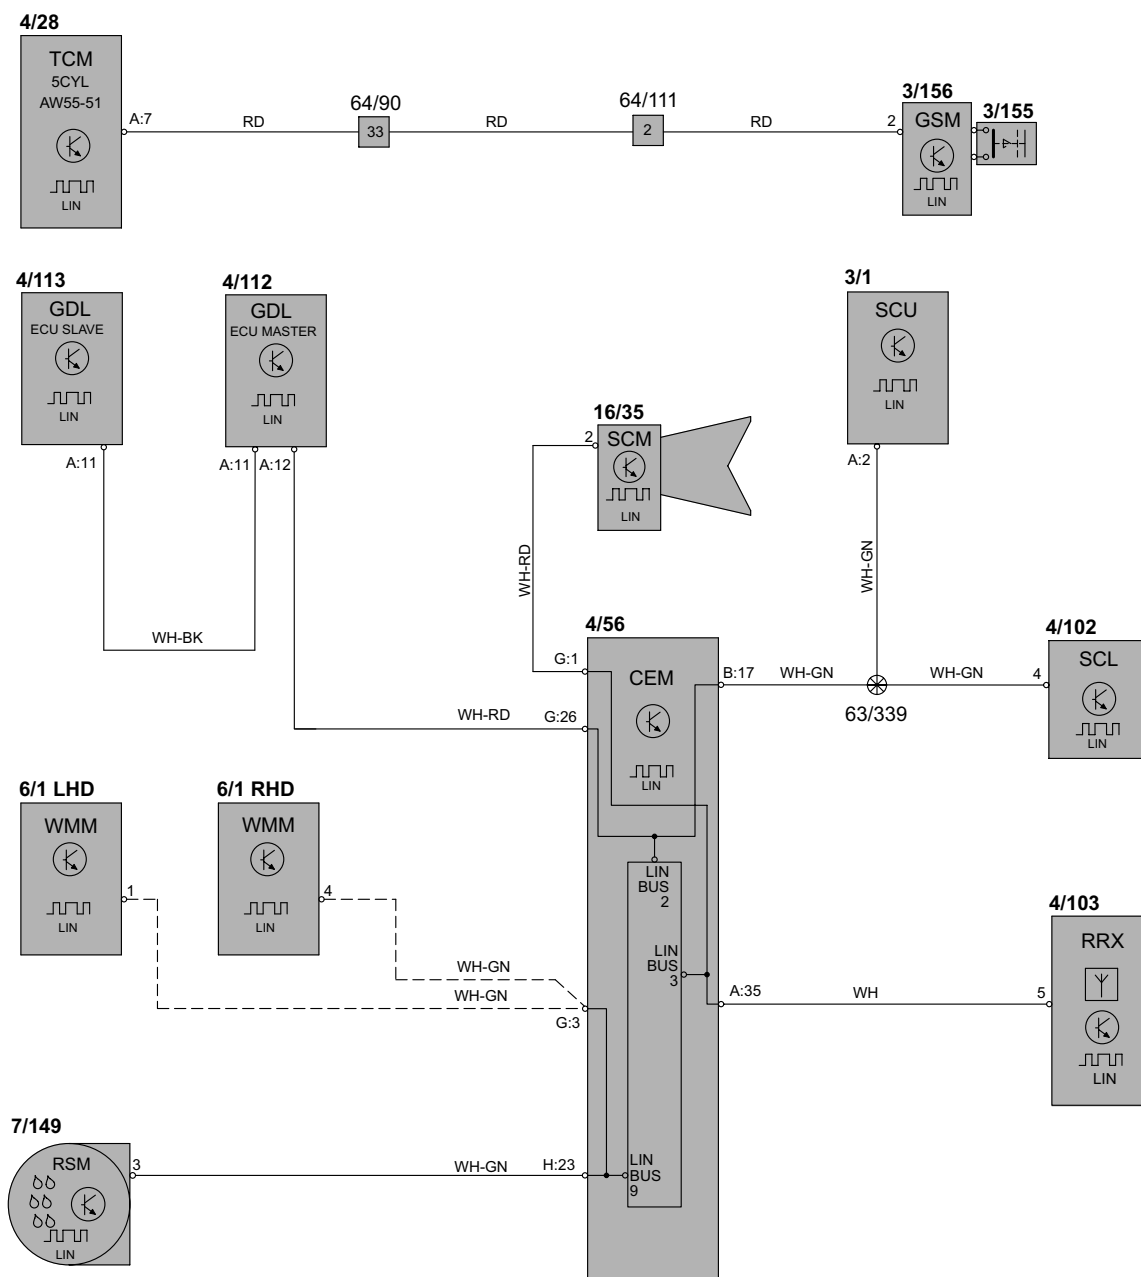 4/28
TCM
5CYL
AW55-51
LIN
A:7
RD
64/90
33
RD
64/111
2
RD
2
3/156
GSM
LIN
3/155
4/113
GDL
ECU SLAVE
LIN
A:11
4/112
GDL
ECU MASTER
LIN
A:11
A:12
WH-BK
3/1
SCU
LIN
A:2
WH-GN
16/35
2
SCM
LIN
WH-RD
4/56
G:1
CEM
LIN
B:17
WH-GN
63/339
WH-GN
4
4/102
SCL
LIN
WH-RD
G:26
6/1 LHD
WMM
LIN
1
6/1 RHD
WMM
LIN
4
WH-GN
WH-GN
G:3
LIN
BUS
2
LIN
BUS
3
A:35
WH
5
4/103
RRX
LIN
7/149
RSM
LIN
3
WH-GN
H:23
LIN
BUS
9